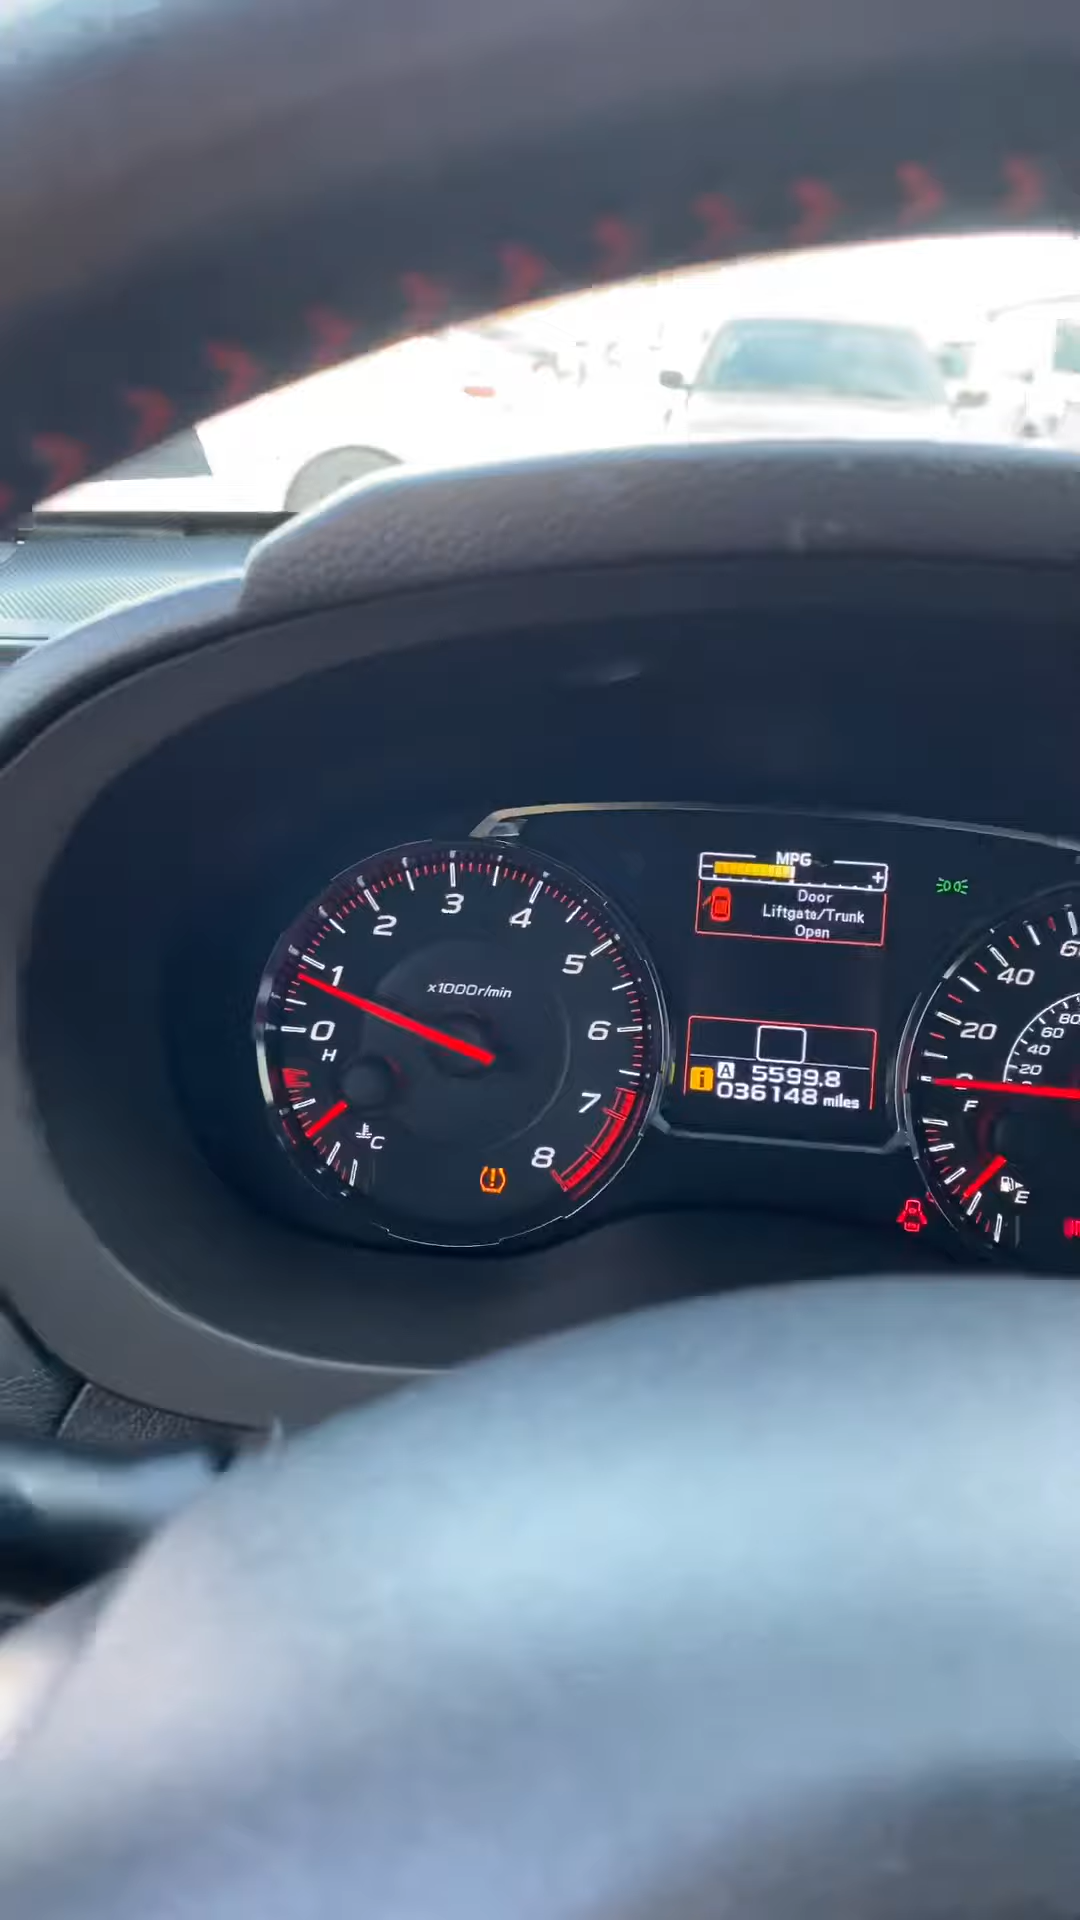 MPG
- +
Door
Liftgate/Trunk
Open
0 1 2 3 4 5 6 7 8
x1000r/min
H
C
i A 5599.8
036148 miles
20 40
20 40 60 80
F
E